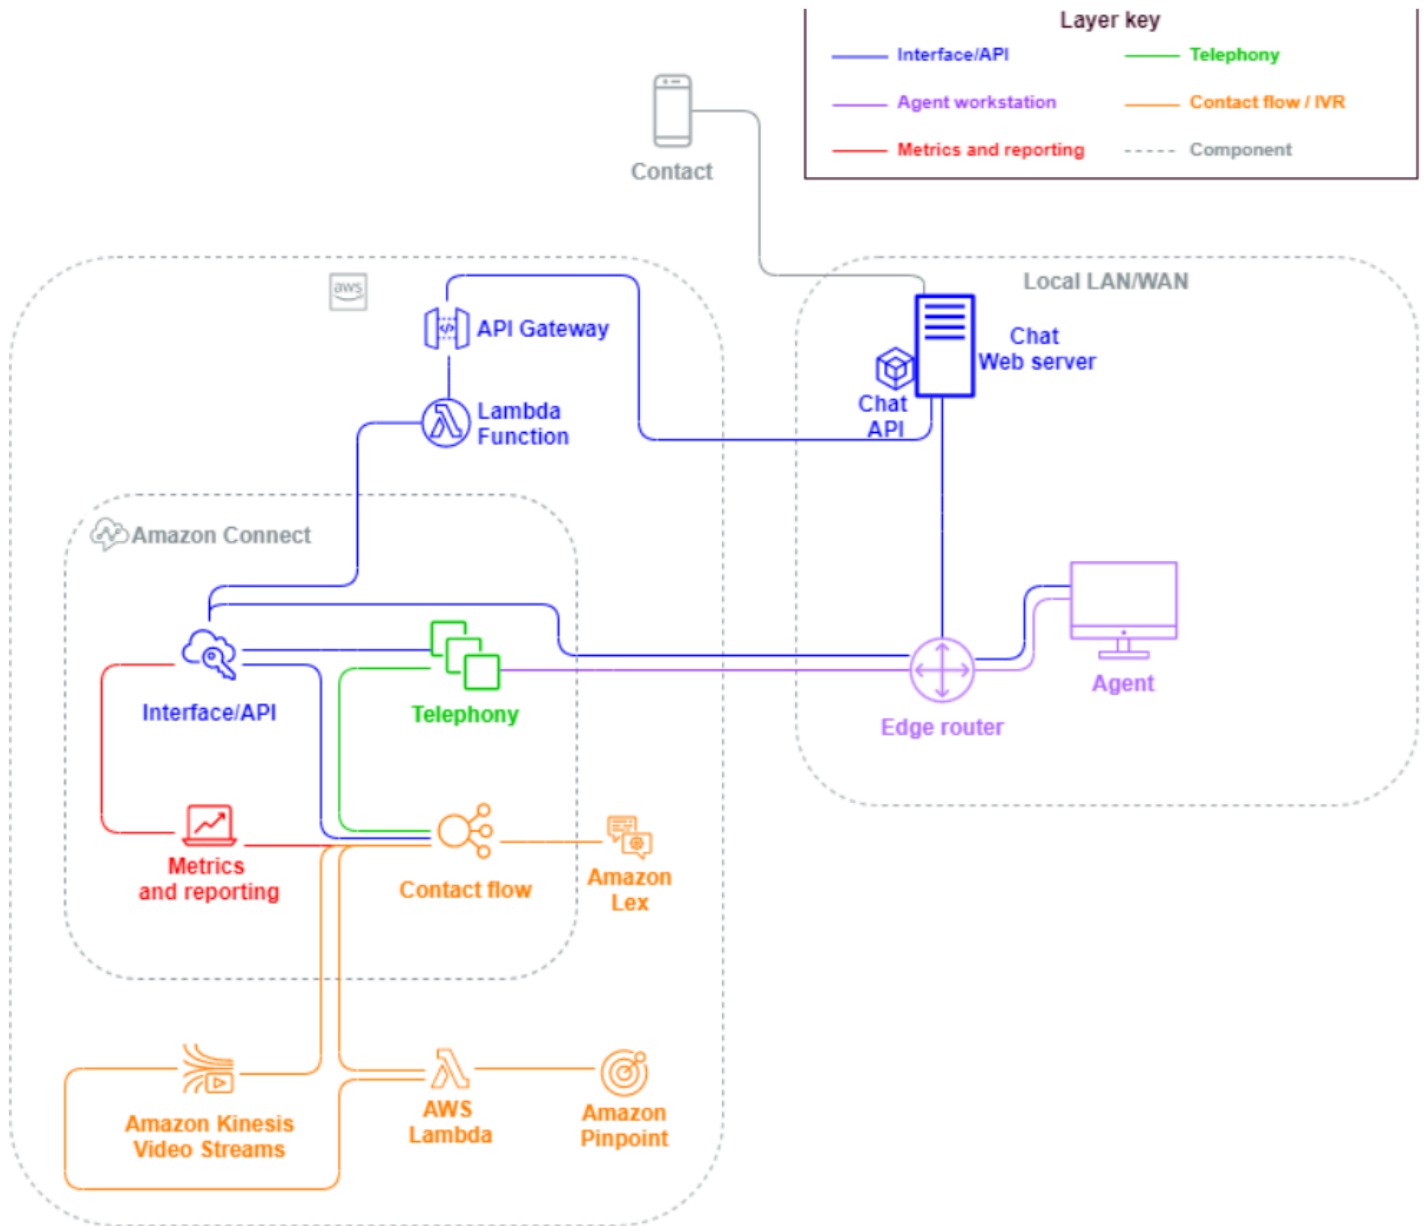 Layer key
Interface/API
Telephony
Agent workstation
Contact flow / IVR
Metrics and reporting
Component
Contact
aws
Local LAN/WAN
API Gateway
Chat
Web server
Chat
API
Lambda
Function
Amazon Connect
Interface/API
Telephony
Edge router
Agent
Metrics
and reporting
Contact flow
Amazon
Lex
Amazon Kinesis
Video Streams
AWS
Lambda
Amazon
Pinpoint